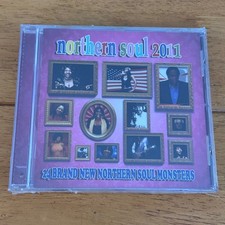 northern soul 2011
24 BRAND NEW NORTHERN SOUL MONSTERS